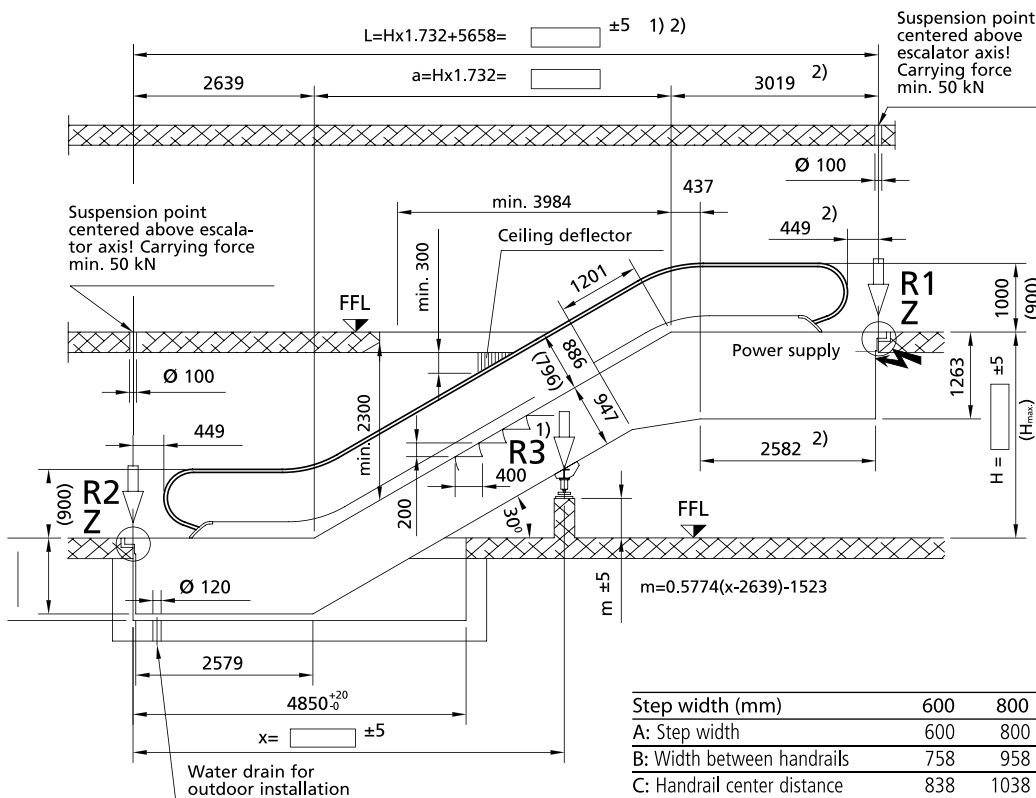 L=Hx1.732+5658= ±5 1) 2)
Suspension point
centered above
escalator axis!
Carrying force
min. 50 kN
a=Hx1.732=
2639
3019 2)
Ø 100
min. 3984
437
449 2)
Suspension point
centered above escala-
tor axis! Carrying force
min. 50 kN
Ceiling deflector
min. 300
1201
R1
Z
1000
(900)
FFL
Power supply
886
(796)
947
1263
H = ±5
(Hmax.)
Ø 100
min. 2300
449
1)
R3
2582 2)
400
200
(900)
R2
Z
30⁰
FFL
Ø 120
m ±5
m=0.5774(x-2639)-1523
2579
4850 +20 -0
x= ±5
Water drain for
outdoor installation
Step width (mm) 600 800
A: Step width 600 800
B: Width between handrails 758 958
C: Handrail center distance 838 1038